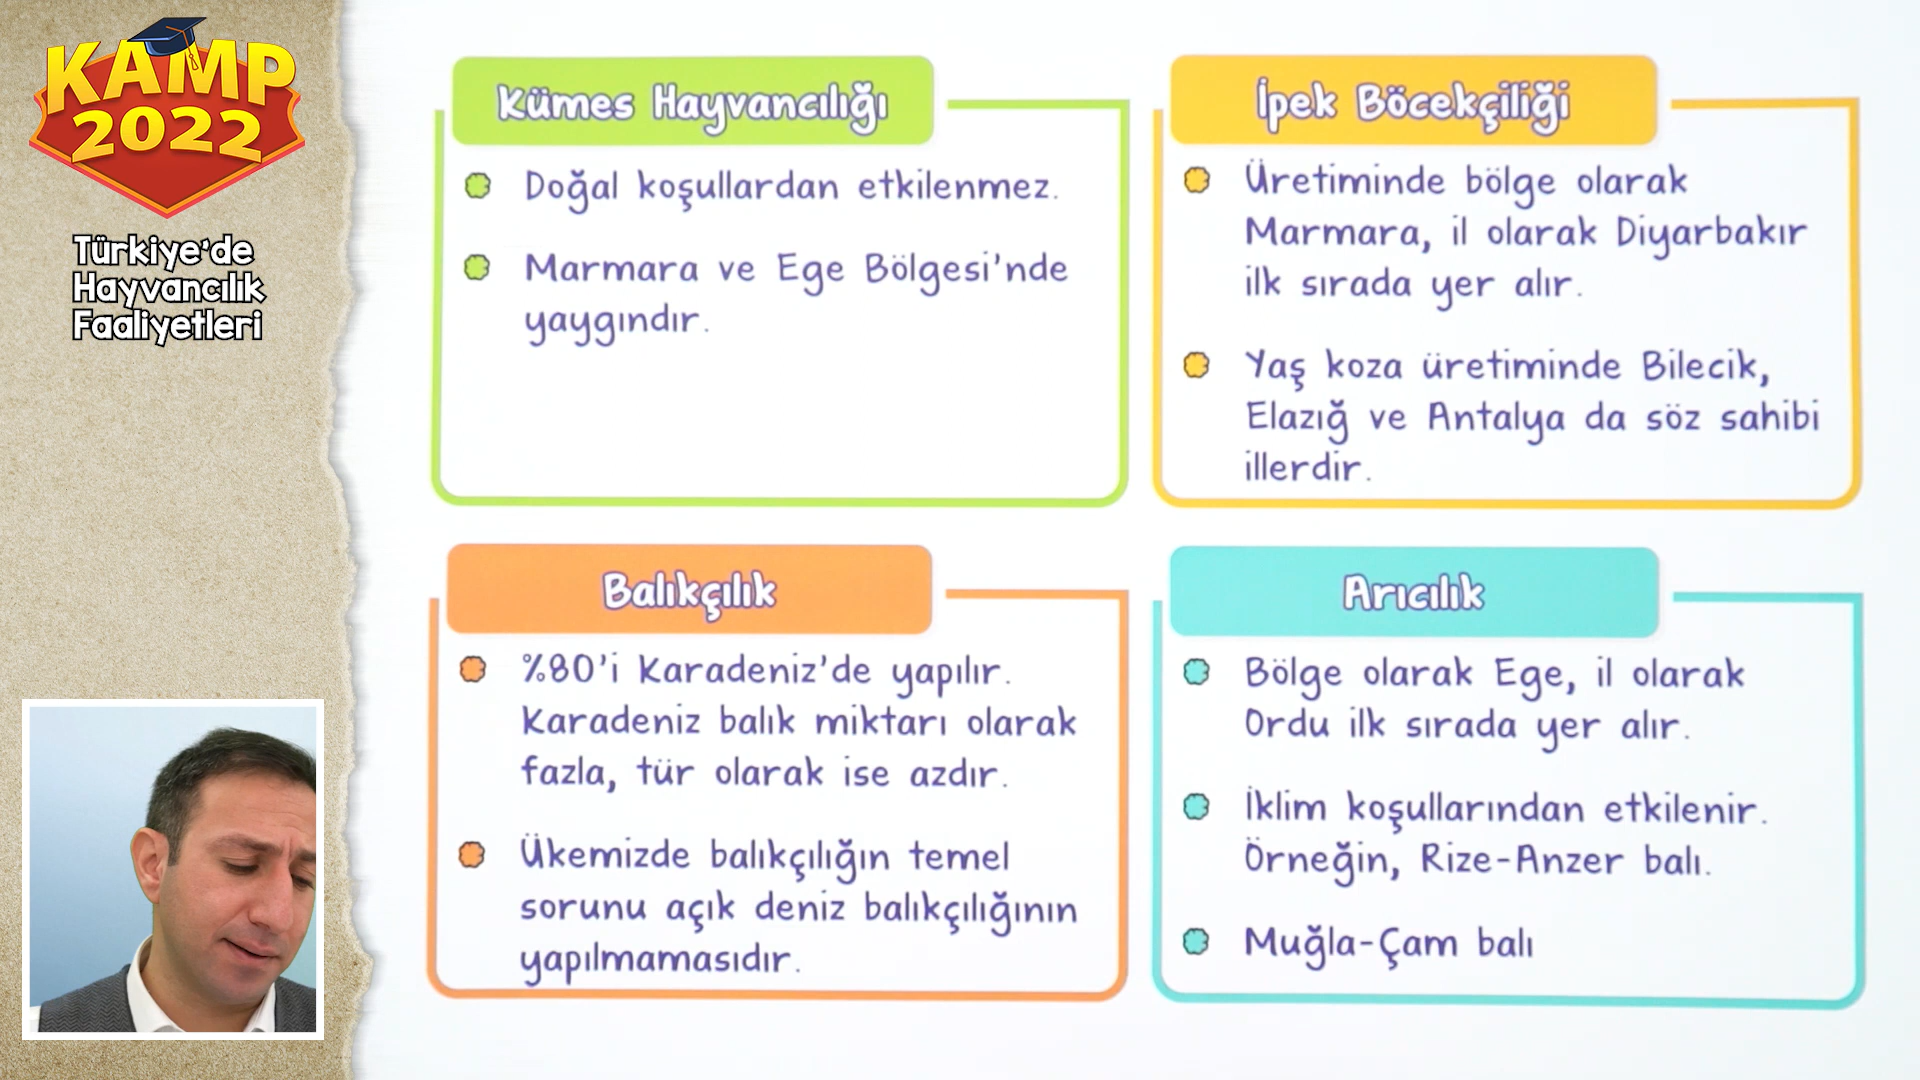 KAMP
2022
Türkiye'de
Hayvancılık
Faaliyetleri
Kümes Hayvancılığı
Doğal koşullardan etkilenmez.
Marmara ve Ege Bölgesi'nde
yaygındır.
İpek Böcekçiliği
Üretiminde bölge olarak
Marmara, il olarak Diyarbakır
ilk sırada yer alır.
Yaş koza üretiminde Bilecik,
Elazığ ve Antalya da söz sahibi
illerdir.
Balıkçılık
%80'i Karadeniz'de yapılır.
Karadeniz balık miktarı olarak
fazla, tür olarak ise azdır.
Ükemizde balıkçılığın temel
sorunu açık deniz balıkçılığının
yapılmamasıdır.
Arıcılık
Bölge olarak Ege, il olarak
Ordu ilk sırada yer alır.
İklim koşullarından etkilenir.
Örneğin, Rize-Anzer balı.
Muğla-Çam balı